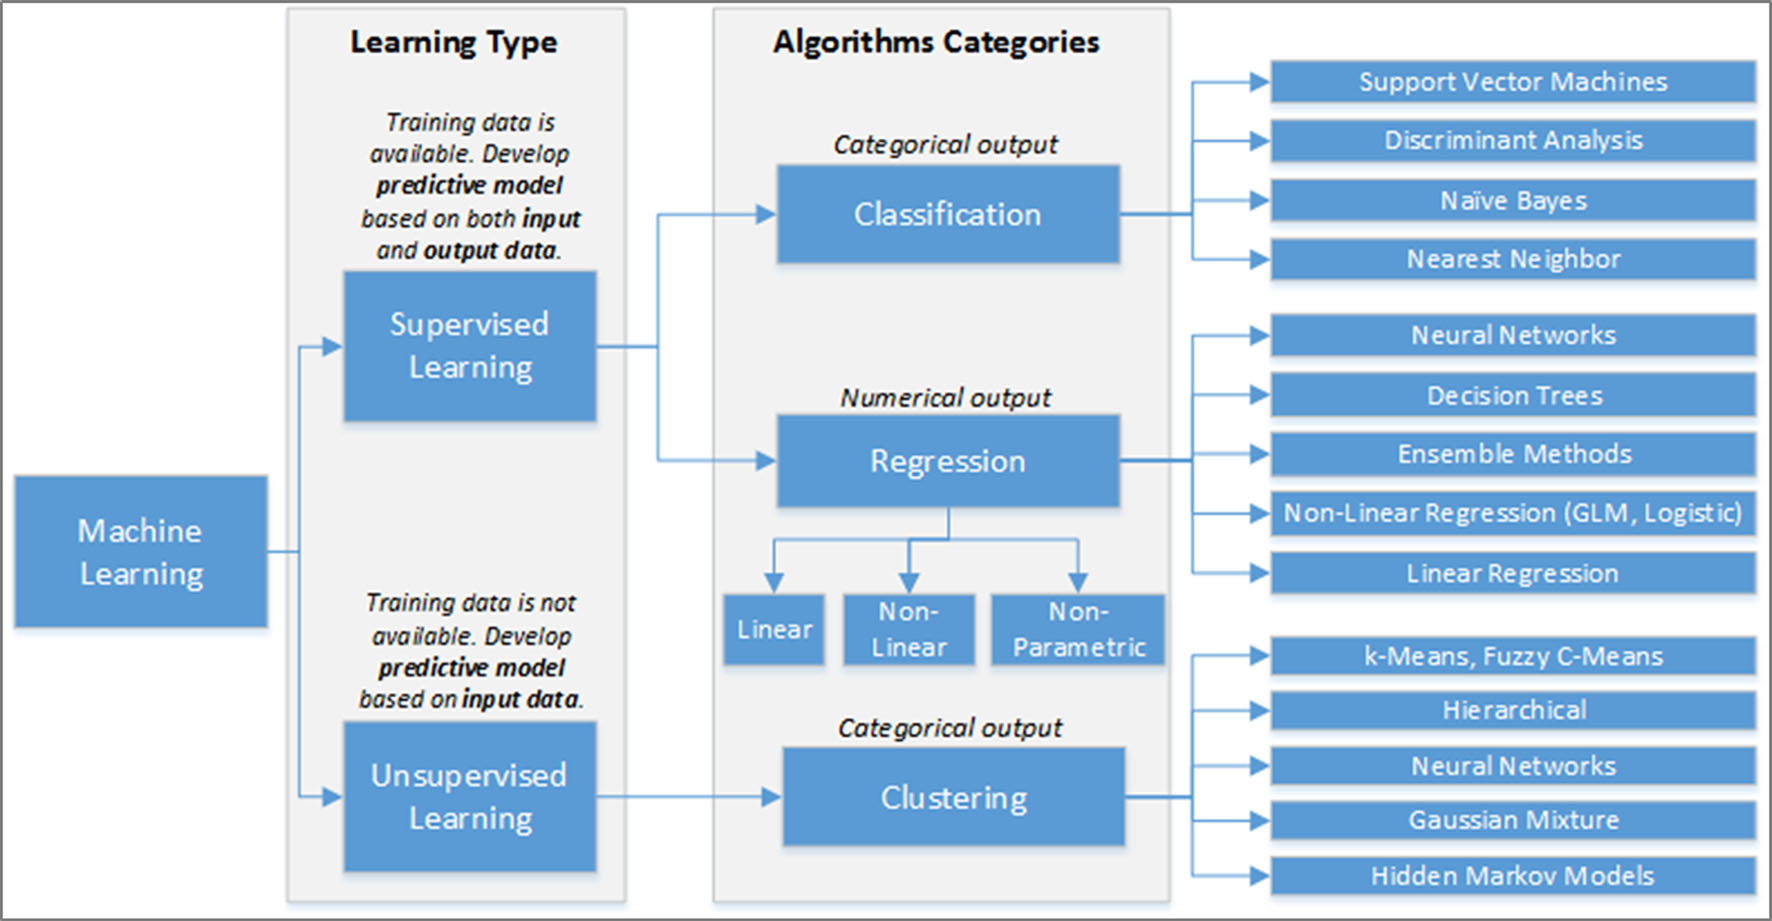 Learning Type
Algorithms Categories
Training data is
available. Develop
predictive model
based on both input
and output data.
Supervised
Learning
Machine
Learning
Training data is not
available. Develop
predictive model
based on input data.
Unsupervised
Learning
Categorical output
Classification
Numerical output
Regression
Linear
Non-
Linear
Non-
Parametric
Categorical output
Clustering
Support Vector Machines
Discriminant Analysis
Naïve Bayes
Nearest Neighbor
Neural Networks
Decision Trees
Ensemble Methods
Non-Linear Regression (GLM, Logistic)
Linear Regression
k-Means, Fuzzy C-Means
Hierarchical
Neural Networks
Gaussian Mixture
Hidden Markov Models